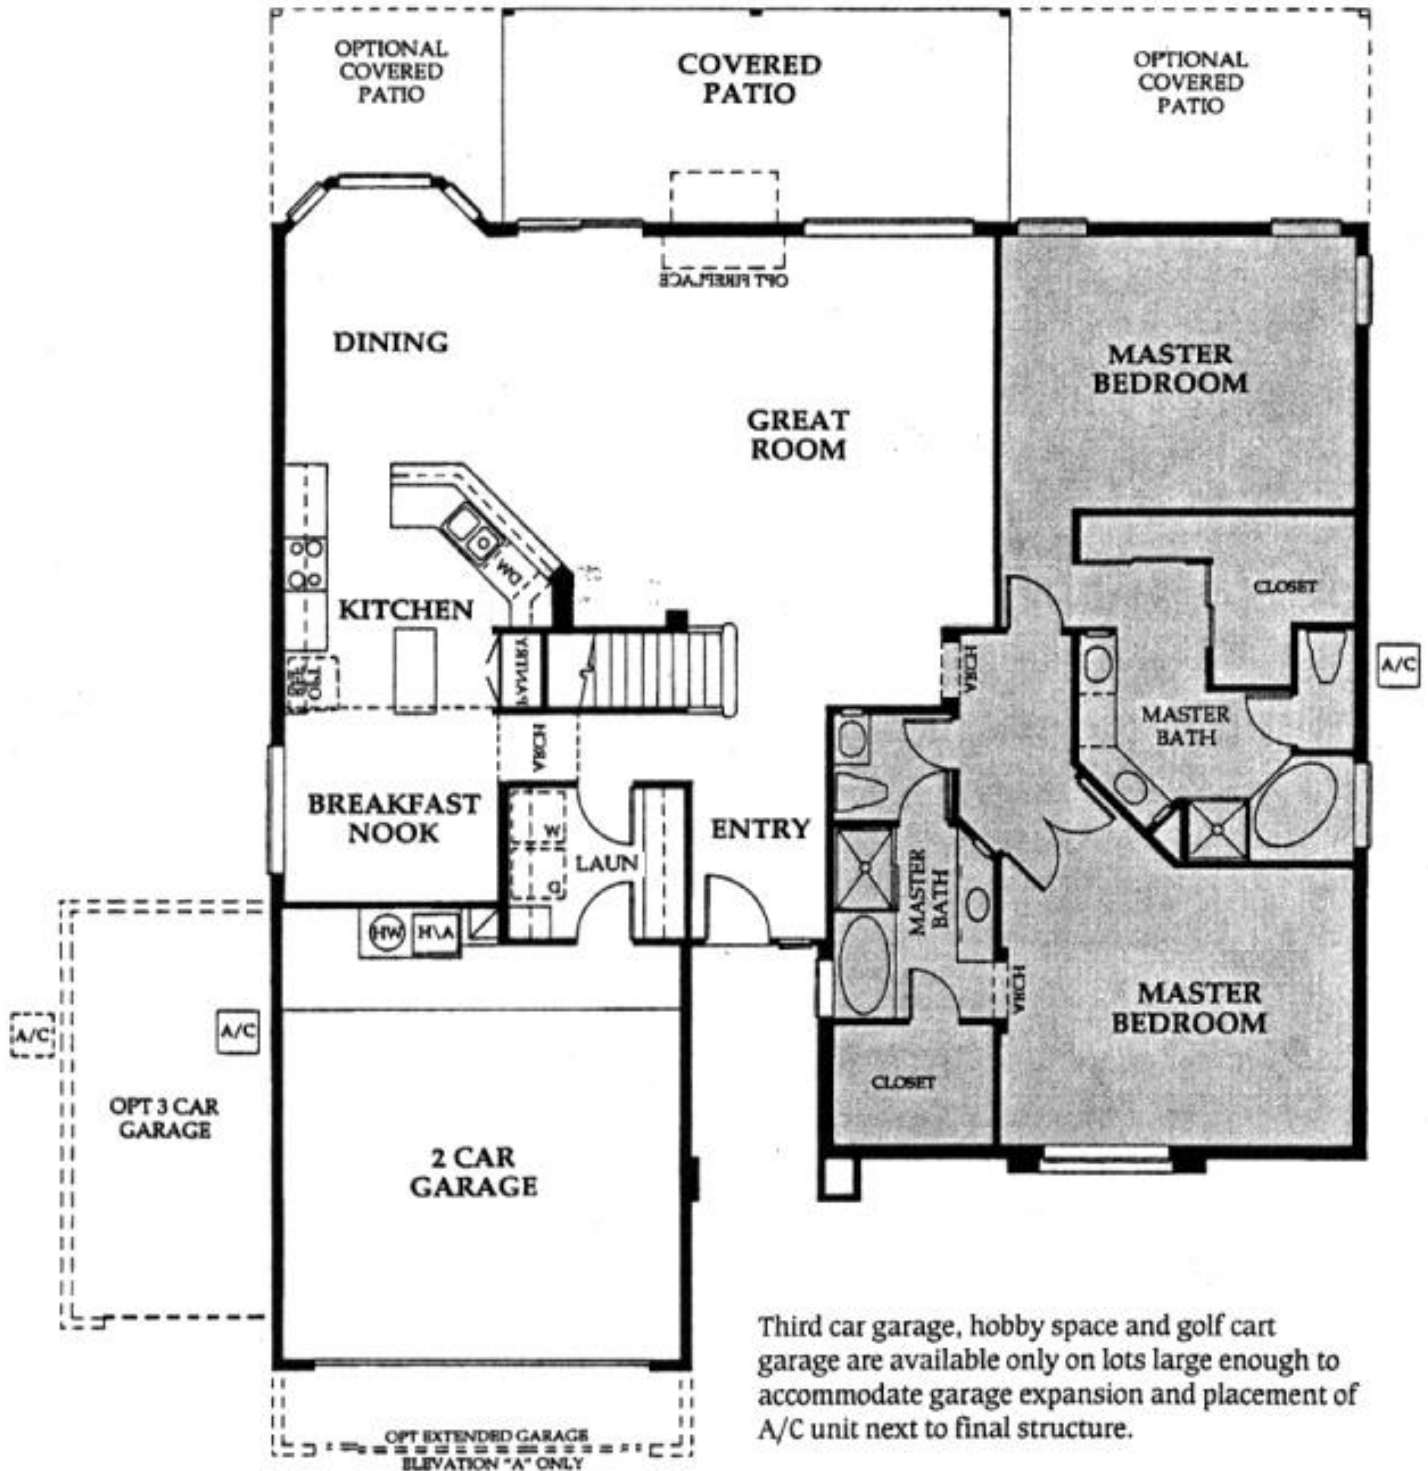 OPTIONAL
COVERED
PATIO
COVERED
PATIO
OPTIONAL
COVERED
PATIO
OPT FIREPLACE
DINING
MASTER
BEDROOM
GREAT
ROOM
DW
CLOSET
KITCHEN
PANTRY
REF
OPT
ARCH
A/C
MASTER
BATH
ARCH
BREAKFAST
NOOK
W
D
LAUN
ENTRY
MASTER
BATH
HW
A\H
ARCH
MASTER
BEDROOM
A/C
A/C
CLOSET
OPT 3 CAR
GARAGE
2 CAR
GARAGE
Third car garage, hobby space and golf cart
garage are available only on lots large enough to
accommodate garage expansion and placement of
A/C unit next to final structure.
OPT EXTENDED GARAGE
ELEVATION "A" ONLY